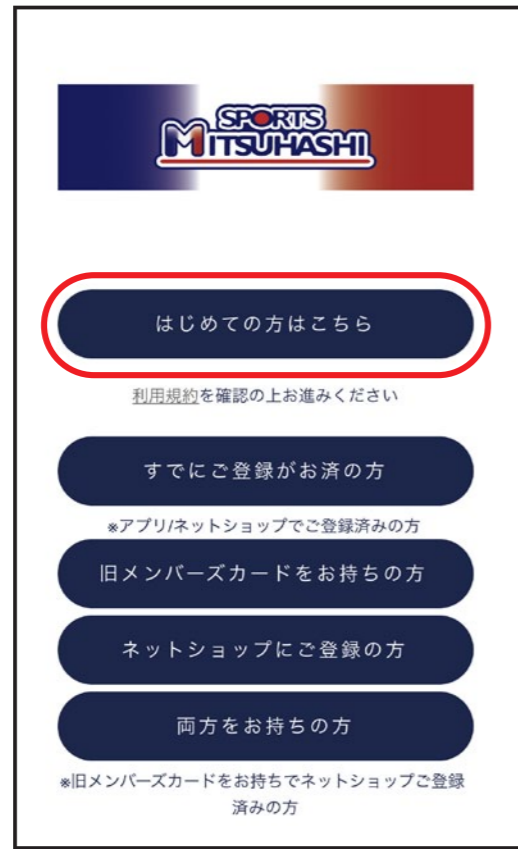 SPORTS
MITSUHASHI
はじめての方はこちら
利用規約を確認の上お進みください
すでにご登録がお済の方
※アプリ/ネットショップでご登録済みの方
旧メンバーズカードをお持ちの方
ネットショップにご登録の方
両方をお持ちの方
※旧メンバーズカードをお持ちでネットショップご登録
済みの方